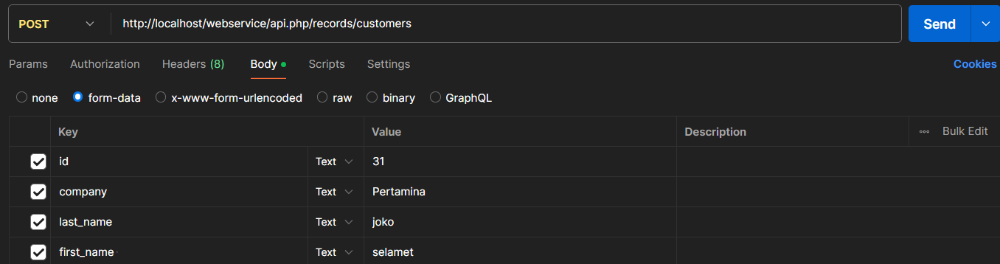 POST http://localhost/webservice/api.php/records/customers Send
Params Authorization Headers (8) Body Scripts Settings Cookies
none form-data x-www-form-urlencoded raw binary GraphQL
Key Value Description Bulk Edit
id Text 31
company Text Pertamina
last_name Text joko
first_name Text selamet